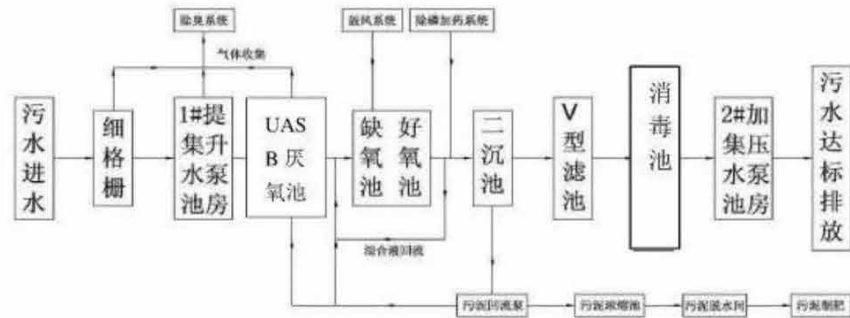 除臭系统
鼓风系统
除磷加药系统
气体收集
污水进水
细格栅
1#集水池
提升泵房
UAS
B 厌
氧池
缺氧池
好氧池
二沉池
V型滤池
消毒池
2#集水池
加压泵房
污水达标排放
混合液回流
污泥回流泵
污泥浓缩池
污泥脱水间
污泥制肥